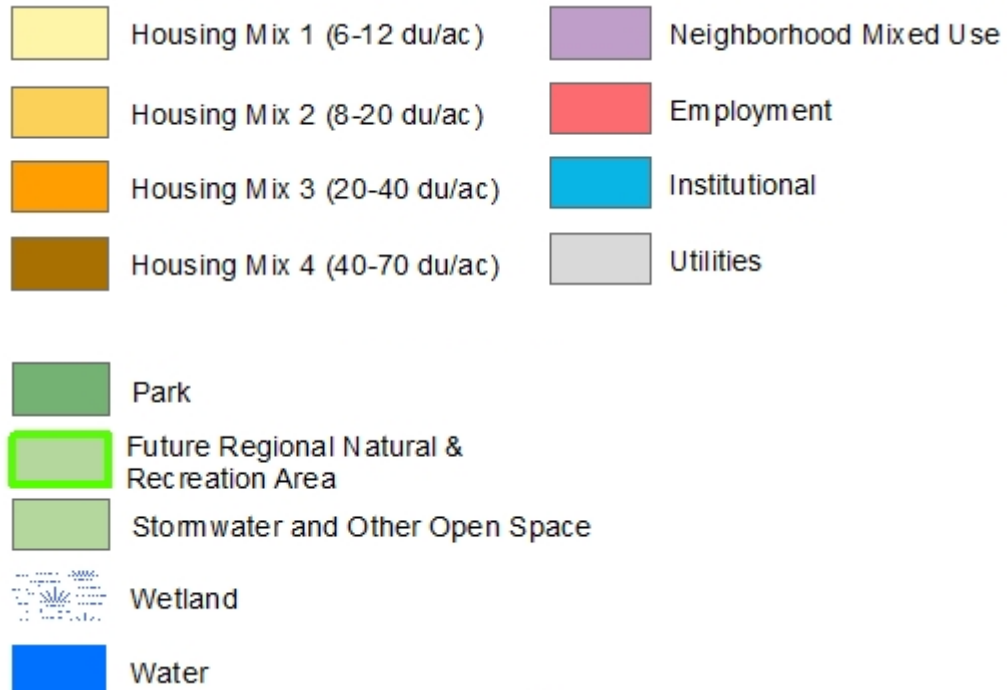 Housing Mix 1 (6-12 du/ac)
Housing Mix 2 (8-20 du/ac)
Housing Mix 3 (20-40 du/ac)
Housing Mix 4 (40-70 du/ac)
Neighborhood Mixed Use
Employment
Institutional
Utilities
Park
Future Regional Natural &
Recreation Area
Stormwater and Other Open Space
Wetland
Water